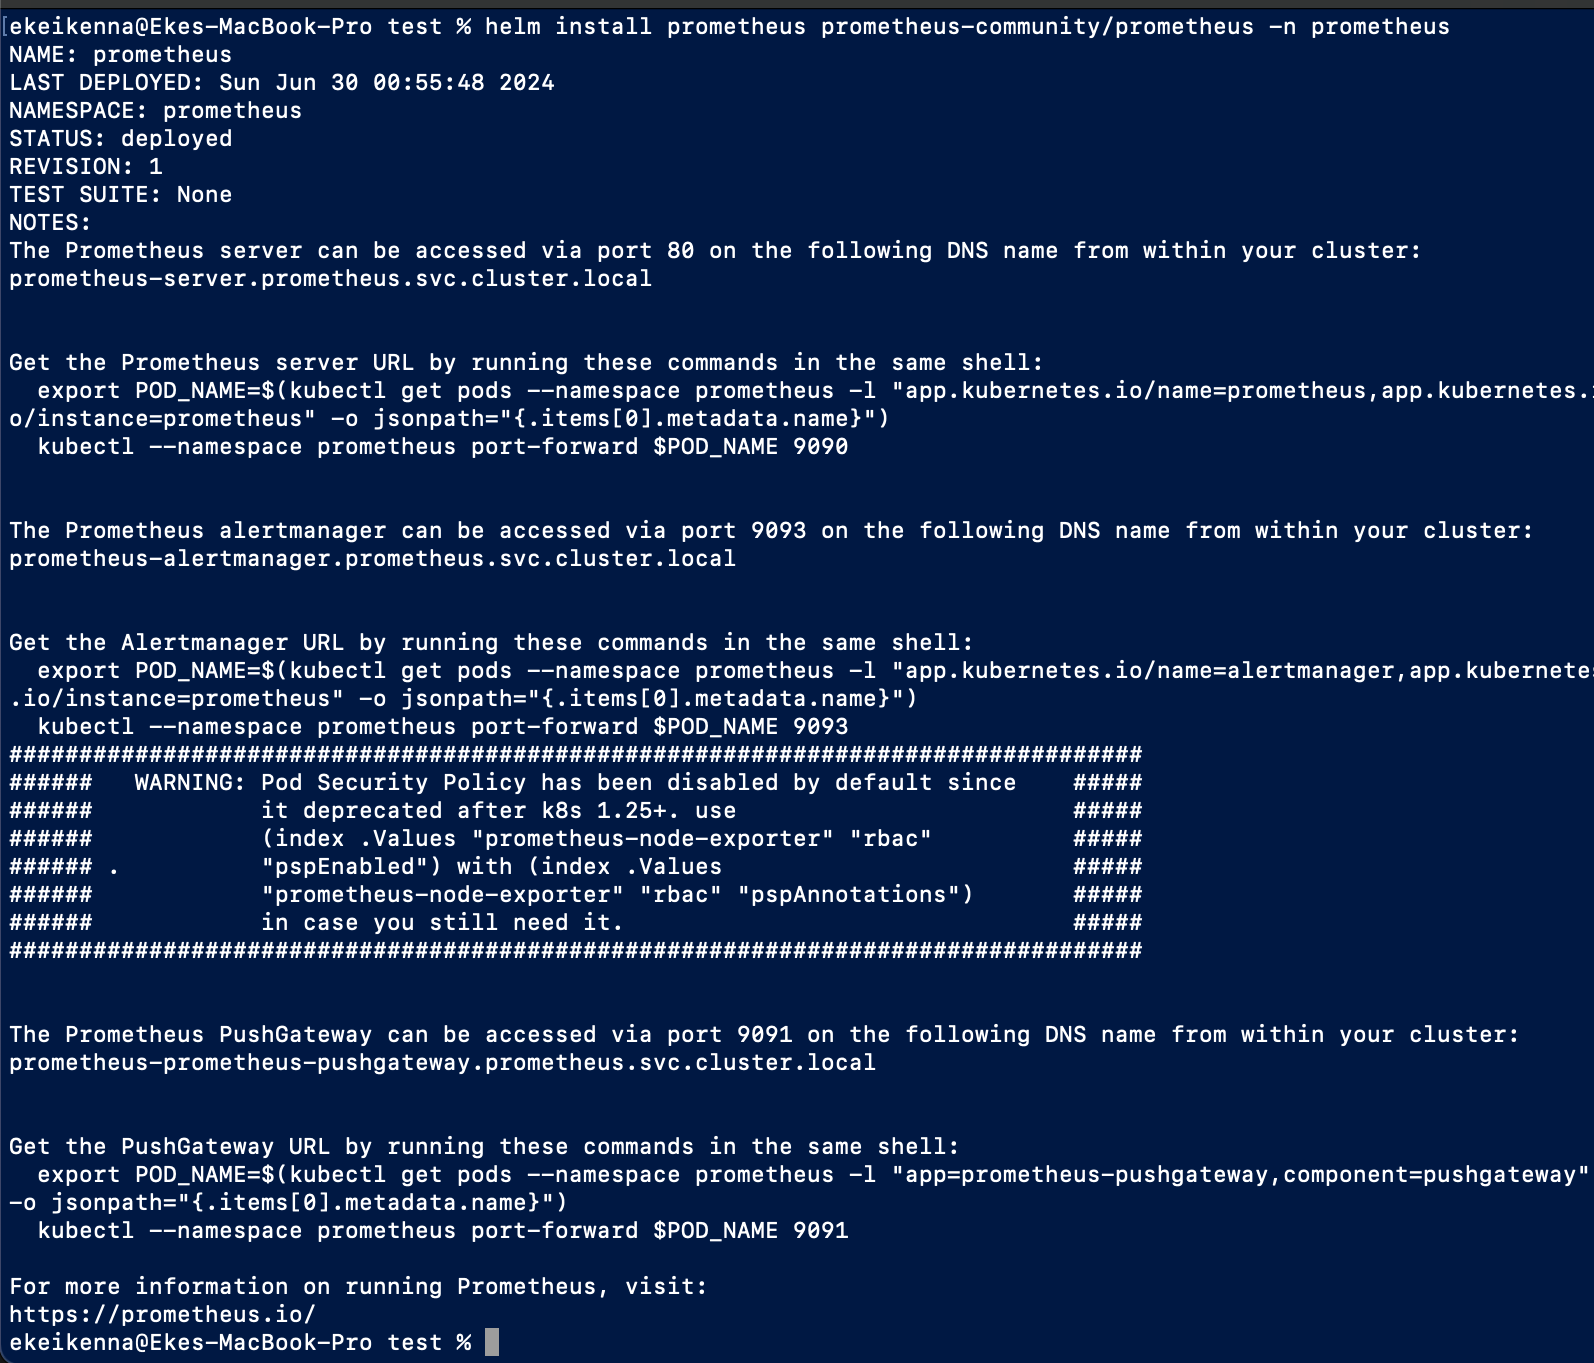 [ekeikenna@Ekes-MacBook-Pro test % helm install prometheus prometheus-community/prometheus -n prometheus
NAME: prometheus
LAST DEPLOYED: Sun Jun 30 00:55:48 2024
NAMESPACE: prometheus
STATUS: deployed
REVISION: 1
TEST SUITE: None
NOTES:
The Prometheus server can be accessed via port 80 on the following DNS name from within your cluster:
prometheus-server.prometheus.svc.cluster.local
Get the Prometheus server URL by running these commands in the same shell:
  export POD_NAME=$(kubectl get pods --namespace prometheus -l "app.kubernetes.io/name=prometheus,app.kubernetes.i
o/instance=prometheus" -o jsonpath="{.items[0].metadata.name}")
  kubectl --namespace prometheus port-forward $POD_NAME 9090
The Prometheus alertmanager can be accessed via port 9093 on the following DNS name from within your cluster:
prometheus-alertmanager.prometheus.svc.cluster.local
Get the Alertmanager URL by running these commands in the same shell:
  export POD_NAME=$(kubectl get pods --namespace prometheus -l "app.kubernetes.io/name=alertmanager,app.kubernetes
.io/instance=prometheus" -o jsonpath="{.items[0].metadata.name}")
  kubectl --namespace prometheus port-forward $POD_NAME 9093
#################################################################################
######   WARNING: Pod Security Policy has been disabled by default since    #####
######            it deprecated after k8s 1.25+. use                        #####
######            (index .Values "prometheus-node-exporter" "rbac"          #####
###### .          "pspEnabled") with (index .Values                         #####
######            "prometheus-node-exporter" "rbac" "pspAnnotations")       #####
######            in case you still need it.                                #####
#################################################################################
The Prometheus PushGateway can be accessed via port 9091 on the following DNS name from within your cluster:
prometheus-prometheus-pushgateway.prometheus.svc.cluster.local
Get the PushGateway URL by running these commands in the same shell:
  export POD_NAME=$(kubectl get pods --namespace prometheus -l "app=prometheus-pushgateway,component=pushgateway"
-o jsonpath="{.items[0].metadata.name}")
  kubectl --namespace prometheus port-forward $POD_NAME 9091
For more information on running Prometheus, visit:
https://prometheus.io/
ekeikenna@Ekes-MacBook-Pro test %